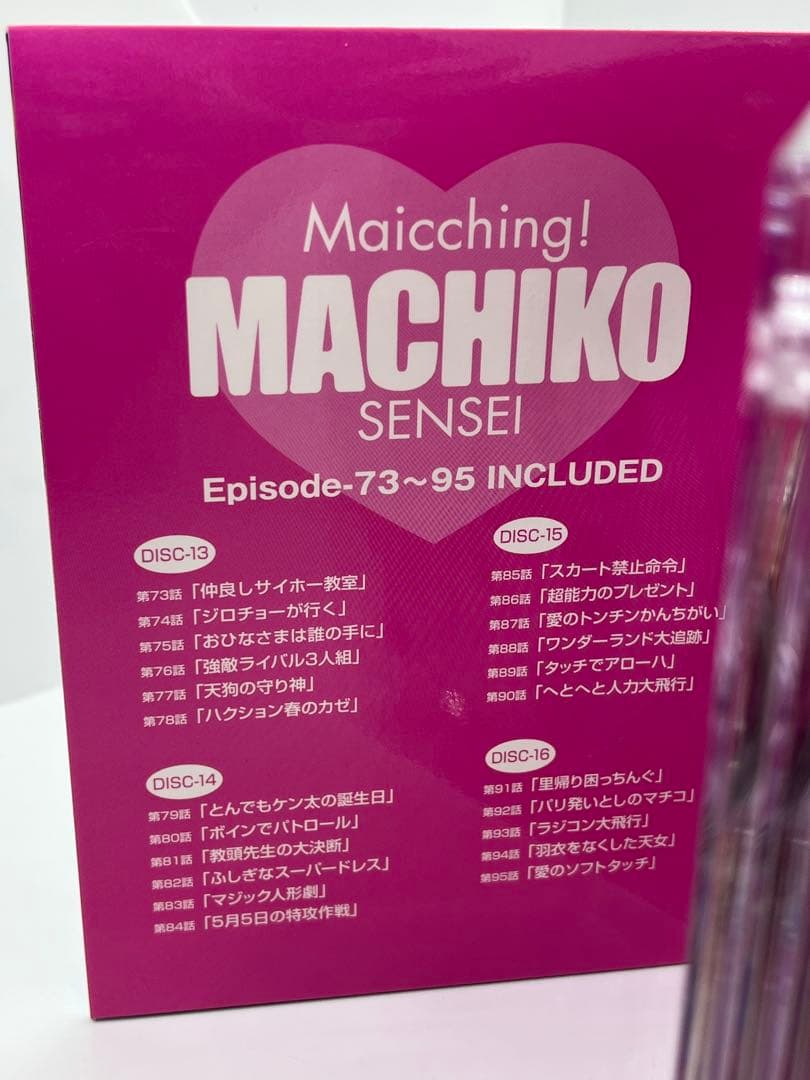 Maicching!
MACHIKO
SENSEI
Episode-73～95 INCLUDED
DISC-13
第73話「仲良しサイホー教室」
第74話「ジロチョーが行く」
第75話「おひなさまは誰の手に」
第76話「強敵ライバル3人組」
第77話「天狗の守り神」
第78話「ハクション春のカゼ」
DISC-14
第79話「とんでもケン太の誕生日」
第80話「ボインでパトロール」
第81話「教頭先生の大決断」
第82話「ふしぎなスーパードレス」
第83話「マジック人形劇」
第84話「5月5日の特攻作戦」
DISC-15
第85話「スカート禁止命令」
第86話「超能力のプレゼント」
第87話「愛のトンチンかんちがい」
第88話「ワンダーランド大追跡」
第89話「タッチでアローハ」
第90話「へとへと人力大飛行」
DISC-16
第91話「里帰り困っちんぐ」
第92話「パリ発いとしのマチコ」
第93話「ラジコン大飛行」
第94話「羽衣をなくした天女」
第95話「愛のソフトタッチ」